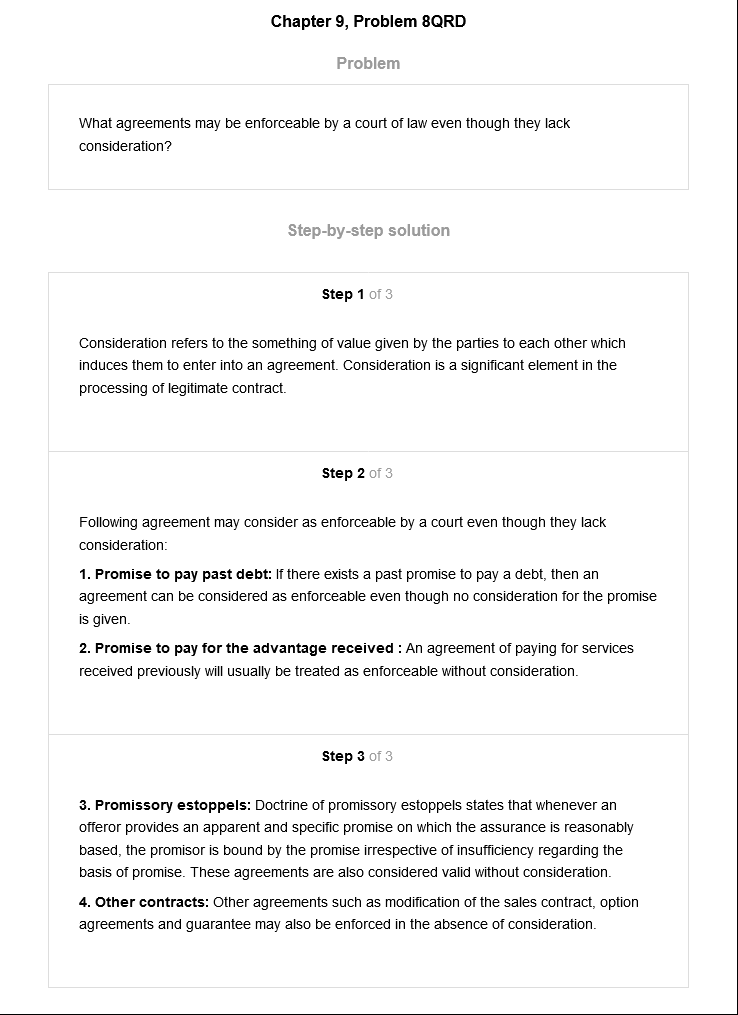 Chapter 9, Problem 8QRD
Problem
What agreements may be enforceable by a court of law even though they lack
consideration?
Step-by-step solution
Step 1 of 3
Consideration refers to the something of value given by the parties to each other which
induces them to enter into an agreement. Consideration is a significant element in the
processing of legitimate contract.
Step 2 of 3
Following agreement may consider as enforceable by a court even though they lack
consideration:
1. Promise to pay past debt: If there exists a past promise to pay a debt, then an
agreement can be considered as enforceable even though no consideration for the promise
is given.
2. Promise to pay for the advantage received : An agreement of paying for services
received previously will usually be treated as enforceable without consideration.
Step 3 of 3
3. Promissory estoppels: Doctrine of promissory estoppels states that whenever an
offeror provides an apparent and specific promise on which the assurance is reasonably
based, the promisor is bound by the promise irrespective of insufficiency regarding the
basis of promise. These agreements are also considered valid without consideration.
4. Other contracts: Other agreements such as modification of the sales contract, option
agreements and guarantee may also be enforced in the absence of consideration.